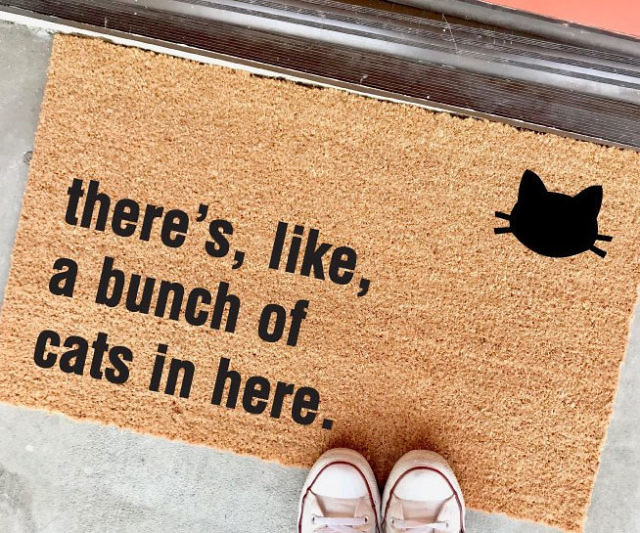 there's, like,
a bunch of
cats in here.